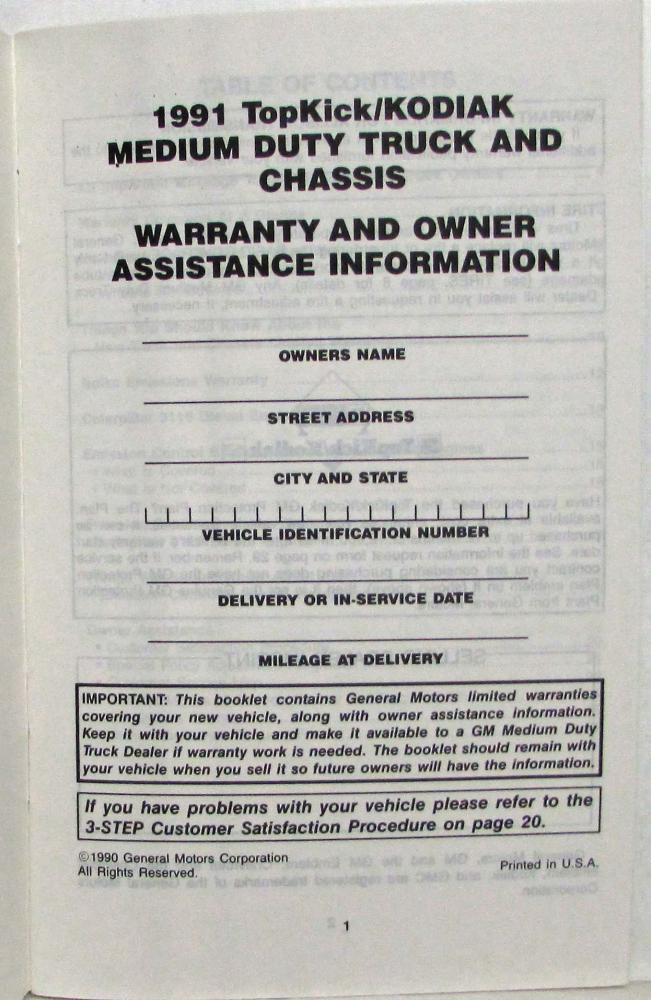 1991 TopKick/KODIAK
MEDIUM DUTY TRUCK AND
CHASSIS
WARRANTY AND OWNER
ASSISTANCE INFORMATION
OWNERS NAME
STREET ADDRESS
CITY AND STATE
VEHICLE IDENTIFICATION NUMBER
DELIVERY OR IN-SERVICE DATE
MILEAGE AT DELIVERY
IMPORTANT: This booklet contains General Motors limited warranties
covering your new vehicle, along with owner assistance information.
Keep it with your vehicle and make it available to a GM Medium Duty
Truck Dealer if warranty work is needed. The booklet should remain with
your vehicle when you sell it so future owners will have the information.
If you have problems with your vehicle please refer to the
3-STEP Customer Satisfaction Procedure on page 20.
©1990 General Motors Corporation
All Rights Reserved.
Printed in U.S.A.
1